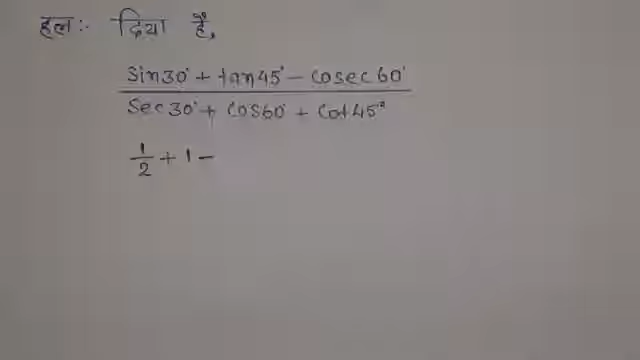 हल:- दिया है,
sin30° + tan45° - cosec60°
sec30° + cos60° + cot45°
1/2 + 1 -